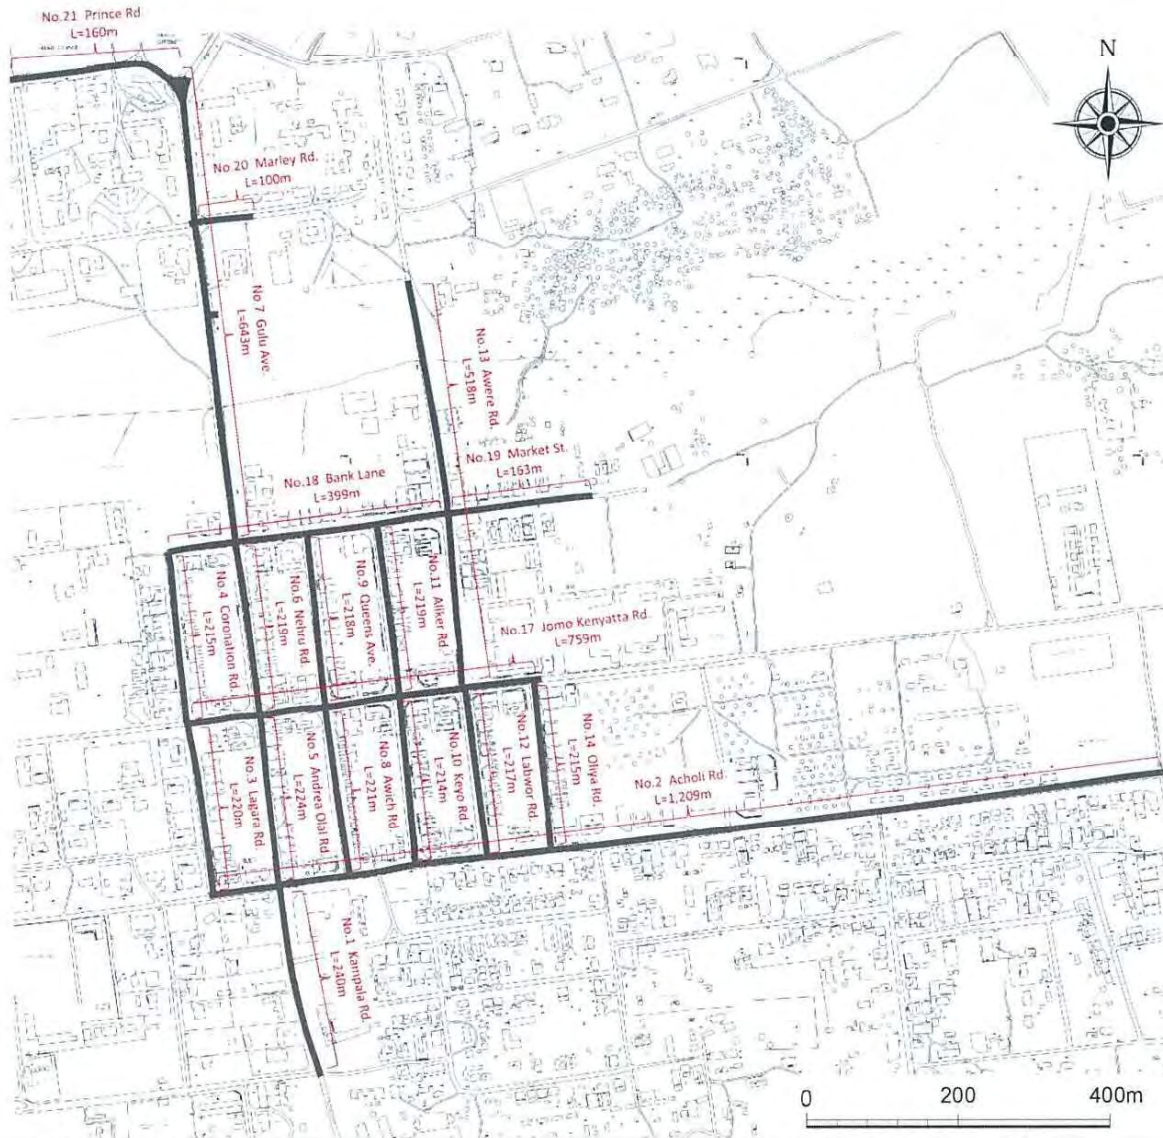 No.21 Prince Rd
L=160m
N
No.20 Marley Rd.
L=100m
No.7 Gulu Ave.
L=643m
No.13 Awere Rd.
L=518m
No.19 Market St.
L=163m
No.18 Bank Lane
L=399m
No.4 Coronation Rd.
L=215m
No.6 Nehru Rd.
L=219m
No.9 Queens Ave.
L=218m
No.11 Aliker Rd.
L=219m
No.17 Jomo Kenyatta Rd.
L=759m
No.3 Lagara Rd.
L=220m
No.5 Andrea Olal Rd.
L=224m
No.8 Awich Rd.
L=221m
No.10 Keyo Rd.
L=214m
No.12 Labwor Rd.
L=217m
No.14 Oliya Rd.
L=215m
No.2 Acholi Rd.
L=1,209m
No.1 Kampala Rd.
L=240m
0 200 400m